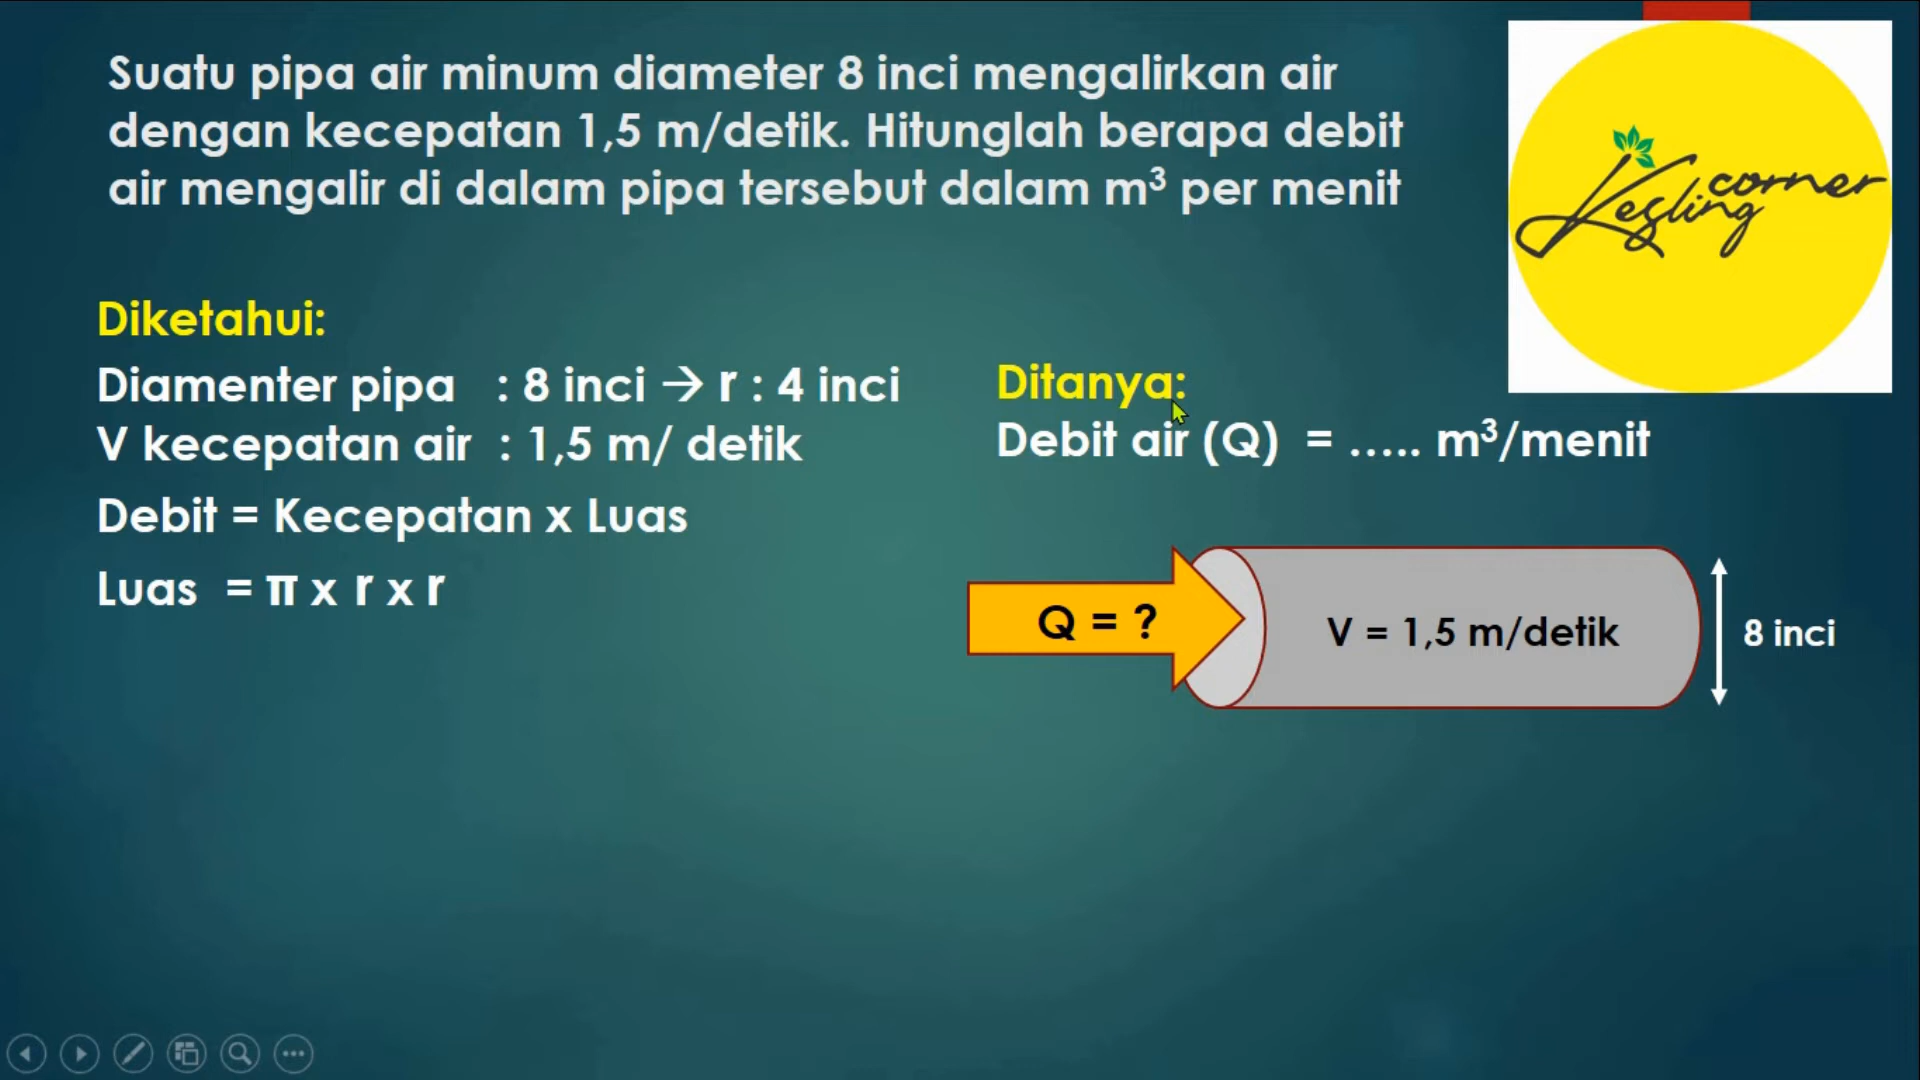 Suatu pipa air minum diameter 8 inci mengalirkan air
dengan kecepatan 1,5 m/detik. Hitunglah berapa debit
air mengalir di dalam pipa tersebut dalam m³ per menit
corner
Kesling
Diketahui:
Diamenter pipa : 8 inci → r : 4 inci
V kecepatan air : 1,5 m/ detik
Debit = Kecepatan x Luas
Luas = π x r x r
Ditanya:
Debit air (Q) = ..... m³/menit
Q = ?
V = 1,5 m/detik
8 inci